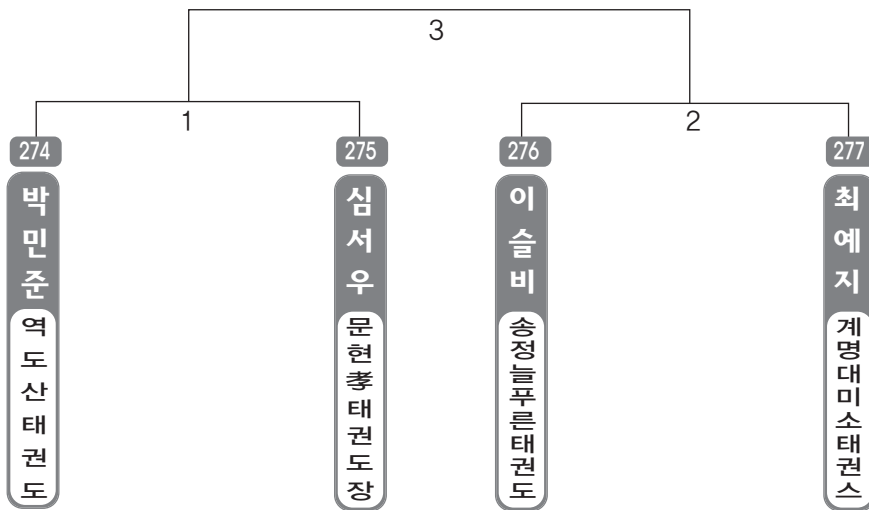 3
1
2
274
275
276
277
박민준
심서우
이슬비
최예지
역도산태권도
문현孝태권도장
송정늘푸른태권도
계명대미소태권스